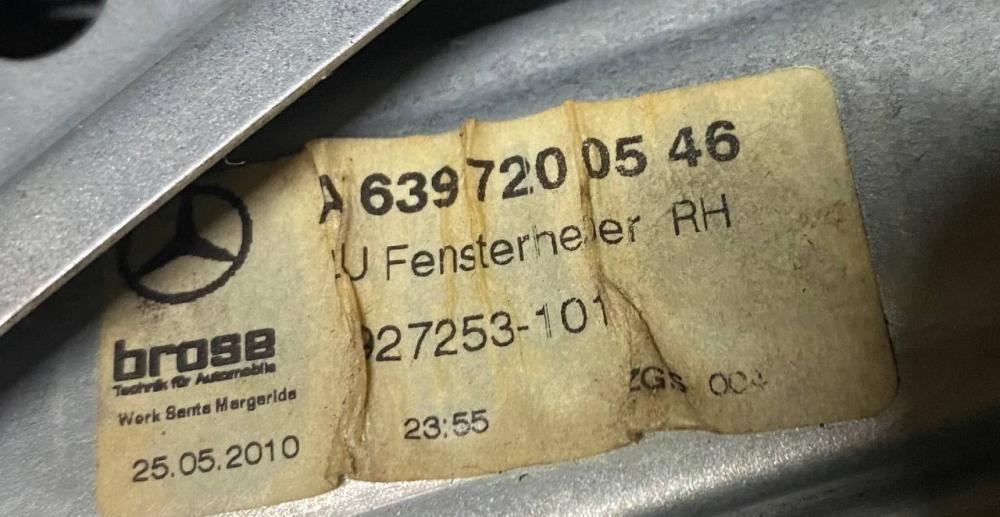 A 639 720 05 46
Fensterheber RH
927253-101
brose
Technik für Automobile
Werk Santa Margarida
ZGS
25.05.2010
23:55